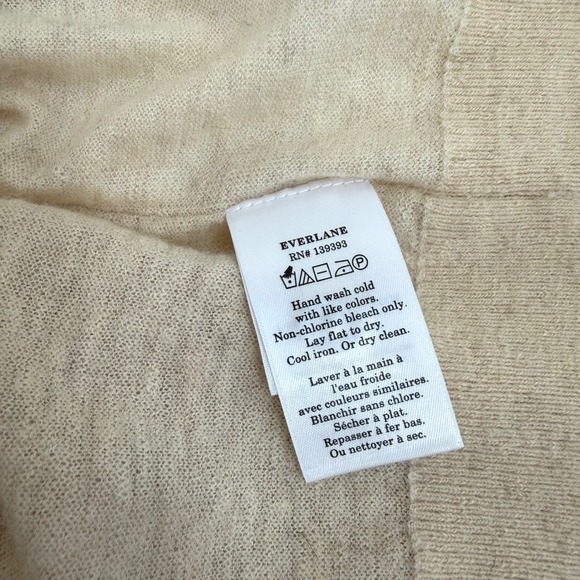 EVERLANE
RN# 139393
P
Hand wash cold
with like colors.
Non-chlorine bleach only.
Lay flat to dry.
Cool iron. Or dry clean.
Laver à la main à
l'eau froide
avec couleurs similaires.
Blanchir sans chlore.
Sécher à plat.
Repasser à fer bas.
Ou nettoyer à sec.